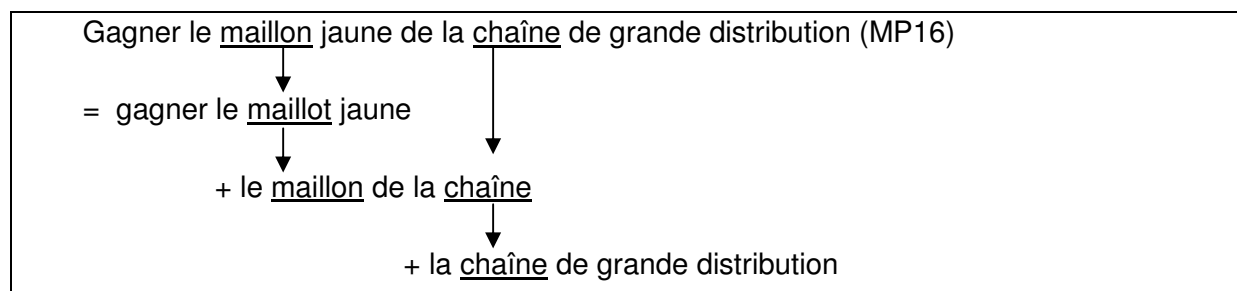 Gagner le maillon jaune de la chaîne de grande distribution (MP16)
= gagner le maillot jaune
+ le maillon de la chaîne
+ la chaîne de grande distribution